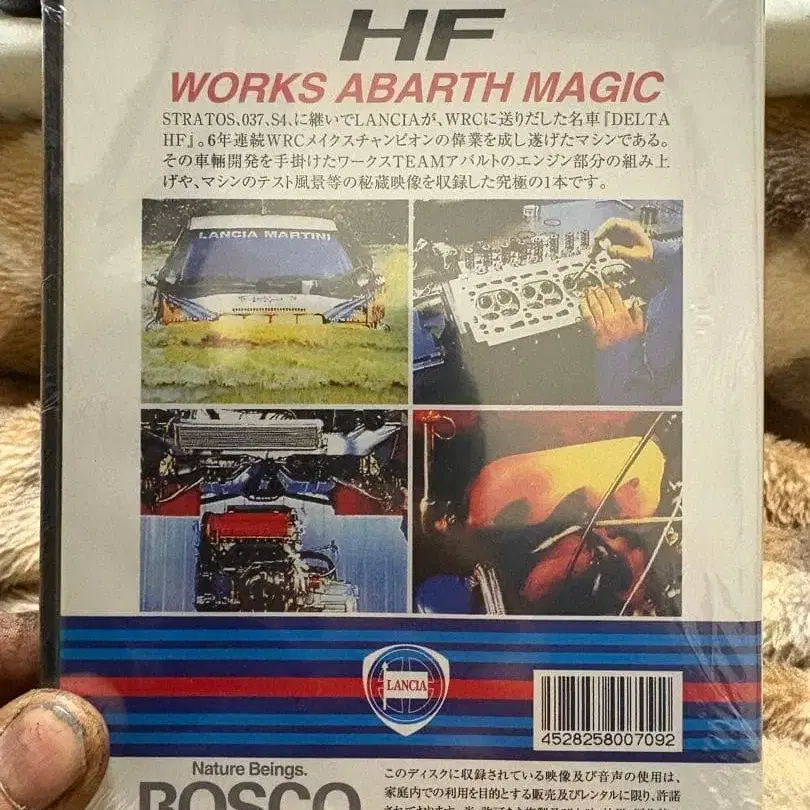 HF
WORKS ABARTH MAGIC
STRATOS、037、S4、に継いでLANCIAが、WRCに送りだした名車『DELTA
HF』。6年連続WRCメイクスチャンピオンの偉業を成し遂げたマシンである。
その車輛開発を手掛けたワークスTEAMアバルトのエンジン部分の組み上
げや、マシンのテスト風景等の秘蔵映像を収録した究極の1本です。
LANCIA MARTINI
LANCIA
4528258007092
Nature Beings.
BOSCO
このディスクに収録されている映像及び音声の使用は、
家庭内での利用を目的とする販売及びレンタルに限り、許諾